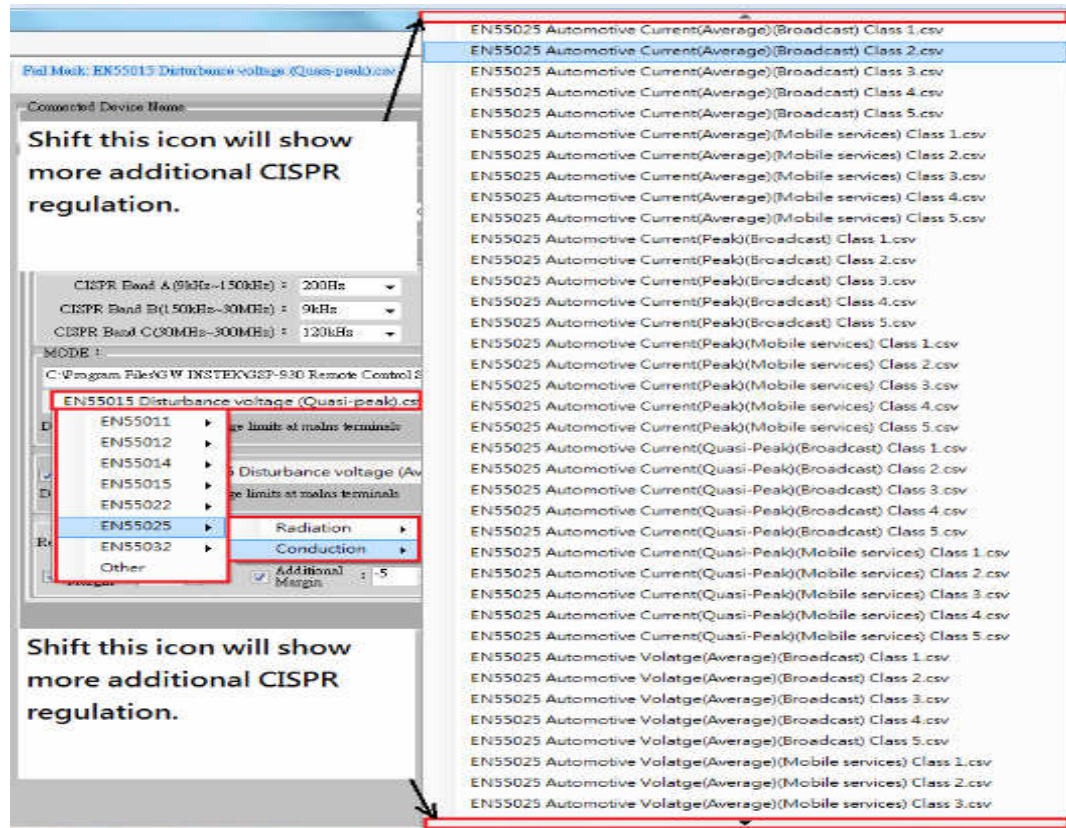 Fail Mask: EN55015 Disturbance voltage (Quasi-peak).csv
Connected Device Name
Shift this icon will show
more additional CISPR
regulation.
CISPR Band A(9kHz~150kHz) : 200Hz
CISPR Band B(150kHz~30MHz) : 9kHz
CISPR Band C(30MHz~300MHz) : 120kHz
MODE :
C:\Program Files\GW INSTEK\GSP-930 Remote Control S
EN55015 Disturbance voltage (Quasi-peak).cs
EN55011
ge limits at mains terminals
EN55012
EN55014
Disturbance voltage (Av
EN55015
ge limits at mains terminals
EN55022
EN55025
Radiation
EN55032
Conduction
Other
Margin
Additional
Margin : -5
Shift this icon will show
more additional CISPR
regulation.
EN55025 Automotive Current(Average)(Broadcast) Class 1.csv
EN55025 Automotive Current(Average)(Broadcast) Class 2.csv
EN55025 Automotive Current(Average)(Broadcast) Class 3.csv
EN55025 Automotive Current(Average)(Broadcast) Class 4.csv
EN55025 Automotive Current(Average)(Broadcast) Class 5.csv
EN55025 Automotive Current(Average)(Mobile services) Class 1.csv
EN55025 Automotive Current(Average)(Mobile services) Class 2.csv
EN55025 Automotive Current(Average)(Mobile services) Class 3.csv
EN55025 Automotive Current(Average)(Mobile services) Class 4.csv
EN55025 Automotive Current(Average)(Mobile services) Class 5.csv
EN55025 Automotive Current(Peak)(Broadcast) Class 1.csv
EN55025 Automotive Current(Peak)(Broadcast) Class 2.csv
EN55025 Automotive Current(Peak)(Broadcast) Class 3.csv
EN55025 Automotive Current(Peak)(Broadcast) Class 4.csv
EN55025 Automotive Current(Peak)(Broadcast) Class 5.csv
EN55025 Automotive Current(Peak)(Mobile services) Class 1.csv
EN55025 Automotive Current(Peak)(Mobile services) Class 2.csv
EN55025 Automotive Current(Peak)(Mobile services) Class 3.csv
EN55025 Automotive Current(Peak)(Mobile services) Class 4.csv
EN55025 Automotive Current(Peak)(Mobile services) Class 5.csv
EN55025 Automotive Current(Quasi-Peak)(Broadcast) Class 1.csv
EN55025 Automotive Current(Quasi-Peak)(Broadcast) Class 2.csv
EN55025 Automotive Current(Quasi-Peak)(Broadcast) Class 3.csv
EN55025 Automotive Current(Quasi-Peak)(Broadcast) Class 4.csv
EN55025 Automotive Current(Quasi-Peak)(Broadcast) Class 5.csv
EN55025 Automotive Current(Quasi-Peak)(Mobile services) Class 1.csv
EN55025 Automotive Current(Quasi-Peak)(Mobile services) Class 2.csv
EN55025 Automotive Current(Quasi-Peak)(Mobile services) Class 3.csv
EN55025 Automotive Current(Quasi-Peak)(Mobile services) Class 4.csv
EN55025 Automotive Current(Quasi-Peak)(Mobile services) Class 5.csv
EN55025 Automotive Volatge(Average)(Broadcast) Class 1.csv
EN55025 Automotive Volatge(Average)(Broadcast) Class 2.csv
EN55025 Automotive Volatge(Average)(Broadcast) Class 3.csv
EN55025 Automotive Volatge(Average)(Broadcast) Class 4.csv
EN55025 Automotive Volatge(Average)(Broadcast) Class 5.csv
EN55025 Automotive Volatge(Average)(Mobile services) Class 1.csv
EN55025 Automotive Volatge(Average)(Mobile services) Class 2.csv
EN55025 Automotive Volatge(Average)(Mobile services) Class 3.csv